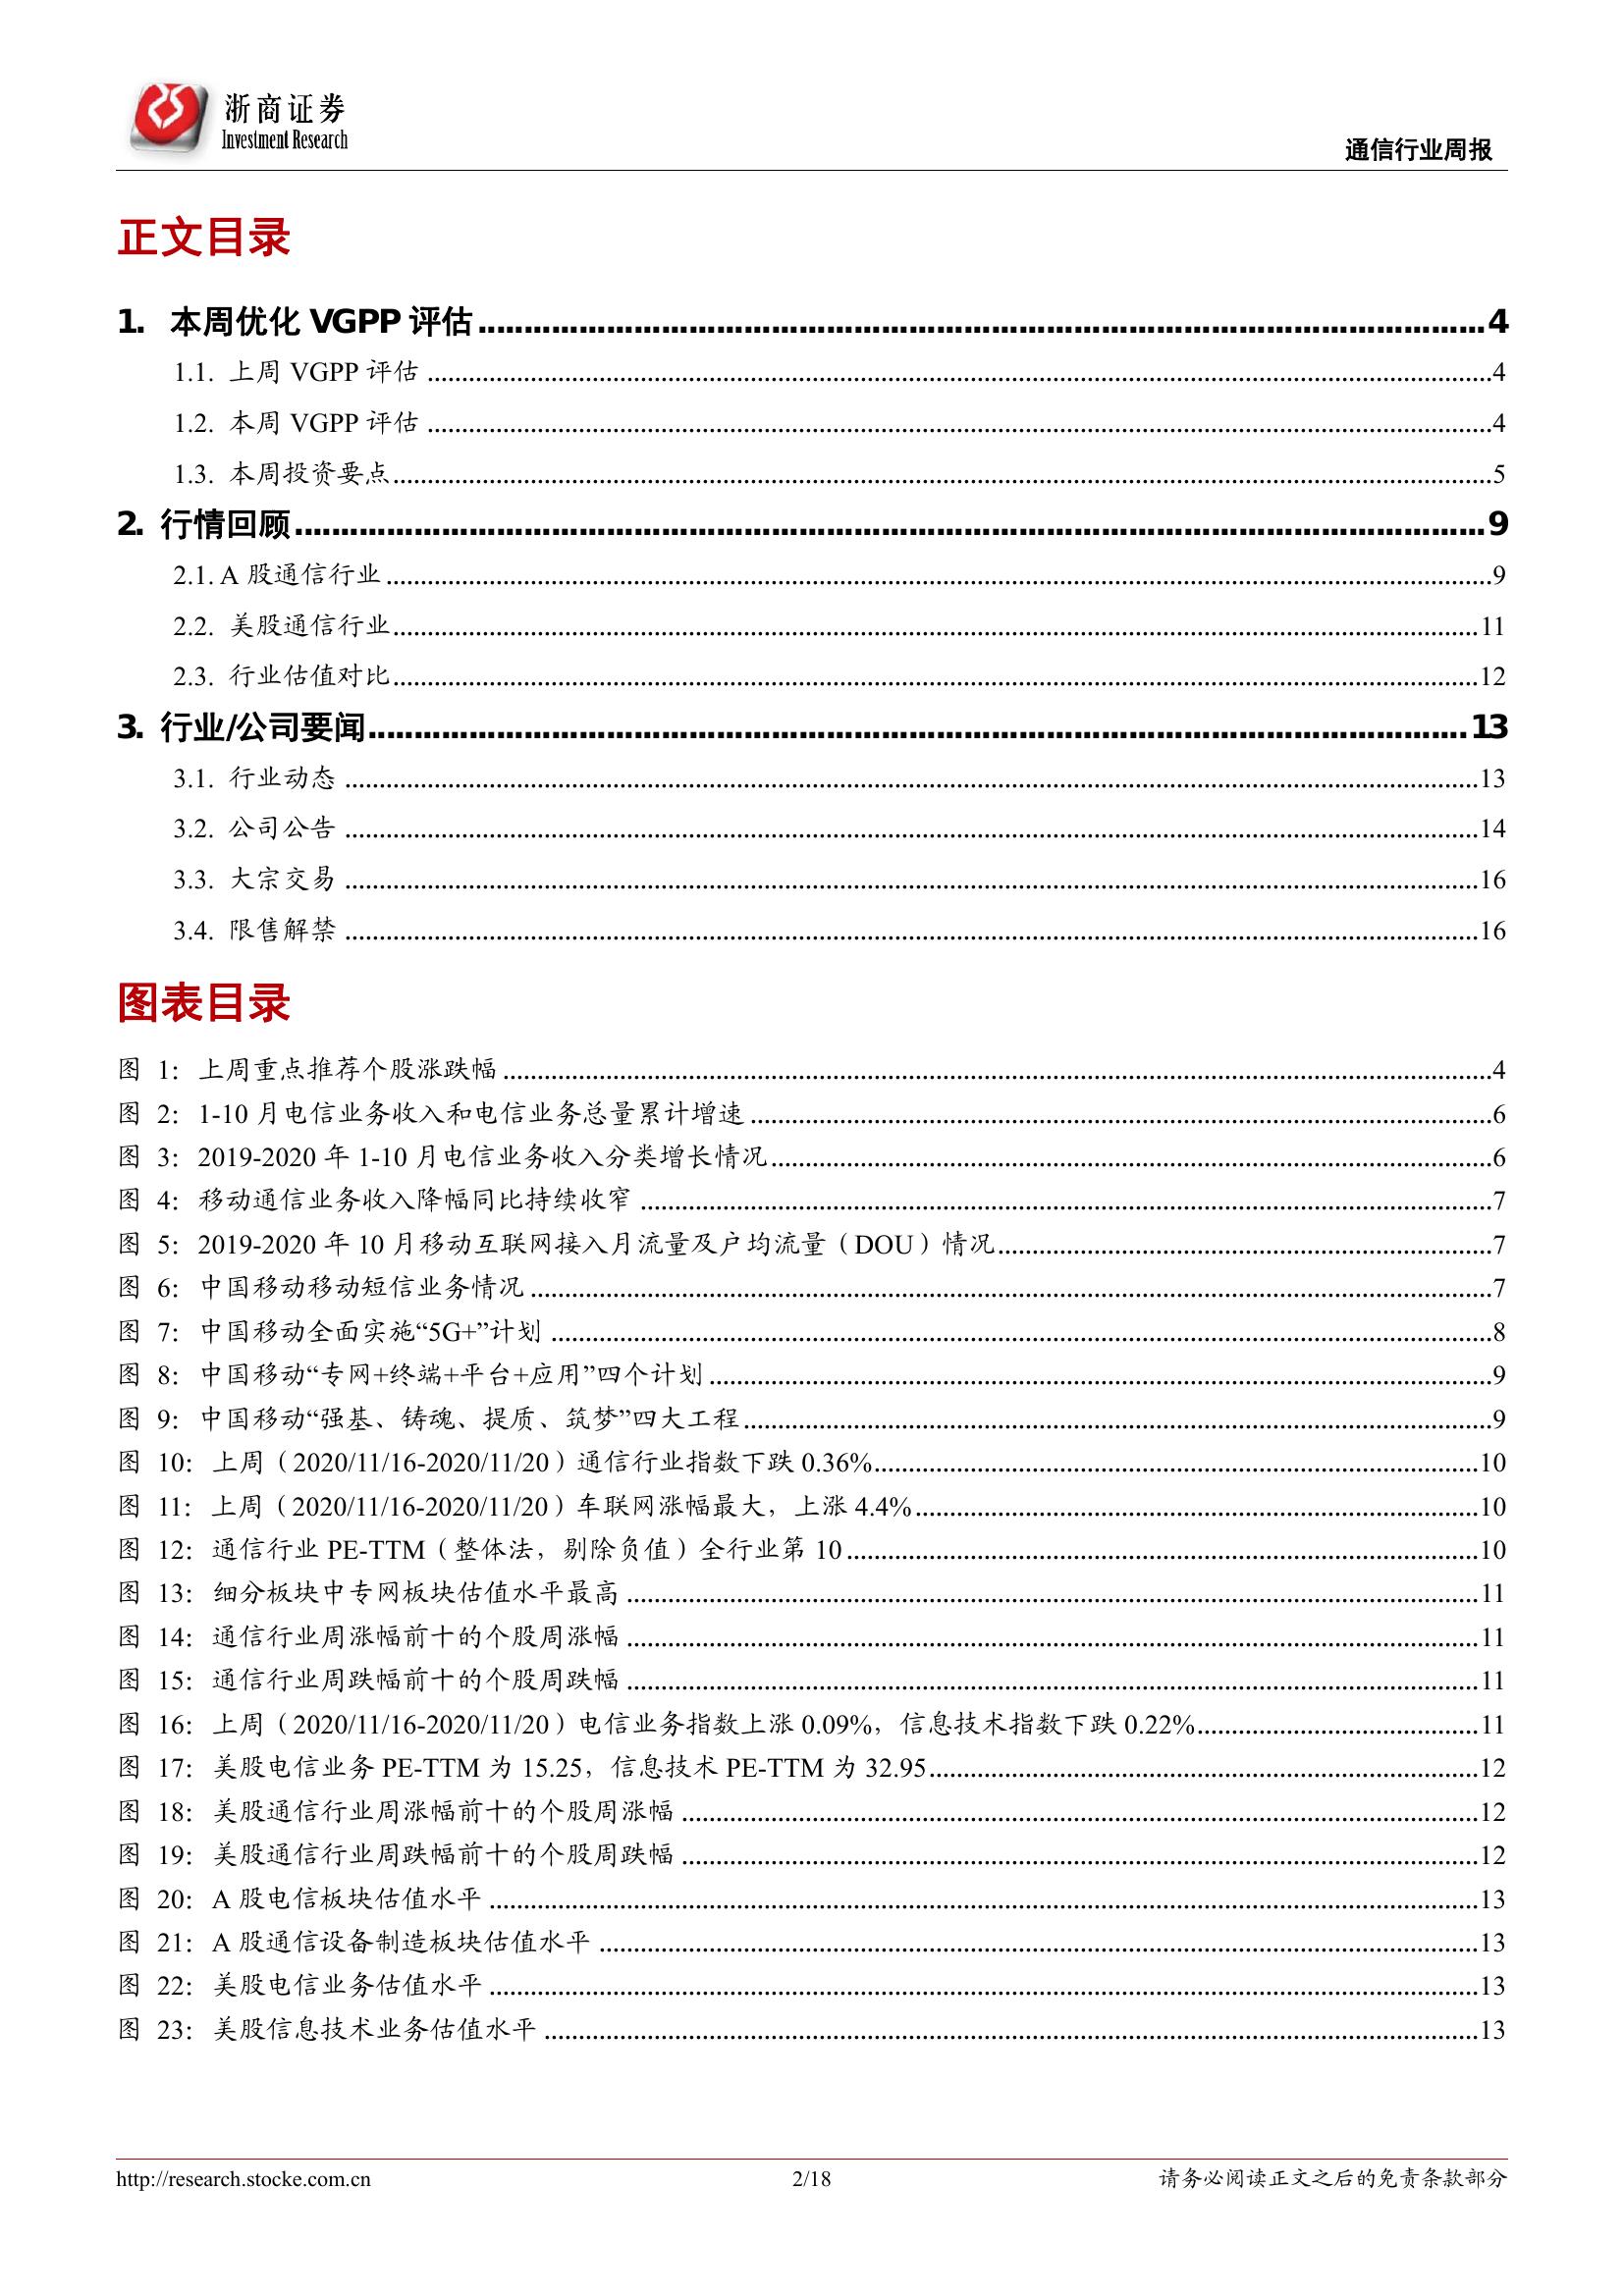 浙商证券
Investment Research
通信行业周报
正文目录
1. 本周优化 VGPP 评估 ........ 4
1.1. 上周 VGPP 评估 ........ 4
1.2. 本周 VGPP 评估 ........ 4
1.3. 本周投资要点 ........ 5
2. 行情回顾 ........ 9
2.1. A 股通信行业 ........ 9
2.2. 美股通信行业 ........ 11
2.3. 行业估值对比 ........ 12
3. 行业/公司要闻 ........ 13
3.1. 行业动态 ........ 13
3.2. 公司公告 ........ 14
3.3. 大宗交易 ........ 16
3.4. 限售解禁 ........ 16
图表目录
图 1：上周重点推荐个股涨跌幅 ........ 4
图 2：1-10 月电信业务收入和电信业务总量累计增速 ........ 6
图 3：2019-2020 年 1-10 月电信业务收入分类增长情况 ........ 6
图 4：移动通信业务收入降幅同比持续收窄 ........ 7
图 5：2019-2020 年 10 月移动互联网接入月流量及户均流量（DOU）情况 ........ 7
图 6：中国移动移动短信业务情况 ........ 7
图 7：中国移动全面实施“5G+”计划 ........ 8
图 8：中国移动“专网+终端+平台+应用”四个计划 ........ 9
图 9：中国移动“强基、铸魂、提质、筑梦”四大工程 ........ 9
图 10：上周（2020/11/16-2020/11/20）通信行业指数下跌 0.36% ........ 10
图 11：上周（2020/11/16-2020/11/20）车联网涨幅最大，上涨 4.4% ........ 10
图 12：通信行业 PE-TTM（整体法，剔除负值）全行业第 10 ........ 10
图 13：细分板块中专网板块估值水平最高 ........ 11
图 14：通信行业周涨幅前十的个股周涨幅 ........ 11
图 15：通信行业周跌幅前十的个股周跌幅 ........ 11
图 16：上周（2020/11/16-2020/11/20）电信业务指数上涨 0.09%，信息技术指数下跌 0.22% ........ 11
图 17：美股电信业务 PE-TTM 为 15.25，信息技术 PE-TTM 为 32.95 ........ 12
图 18：美股通信行业周涨幅前十的个股周涨幅 ........ 12
图 19：美股通信行业周跌幅前十的个股周跌幅 ........ 12
图 20：A 股电信板块估值水平 ........ 13
图 21：A 股通信设备制造板块估值水平 ........ 13
图 22：美股电信业务估值水平 ........ 13
图 23：美股信息技术业务估值水平 ........ 13
http://research.stocke.com.cn
2/18
请务必阅读正文之后的免责条款部分